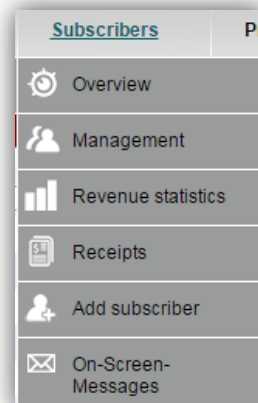 Subscribers P
Overview
Management
Revenue statistics
Receipts
Add subscriber
On-Screen-
Messages